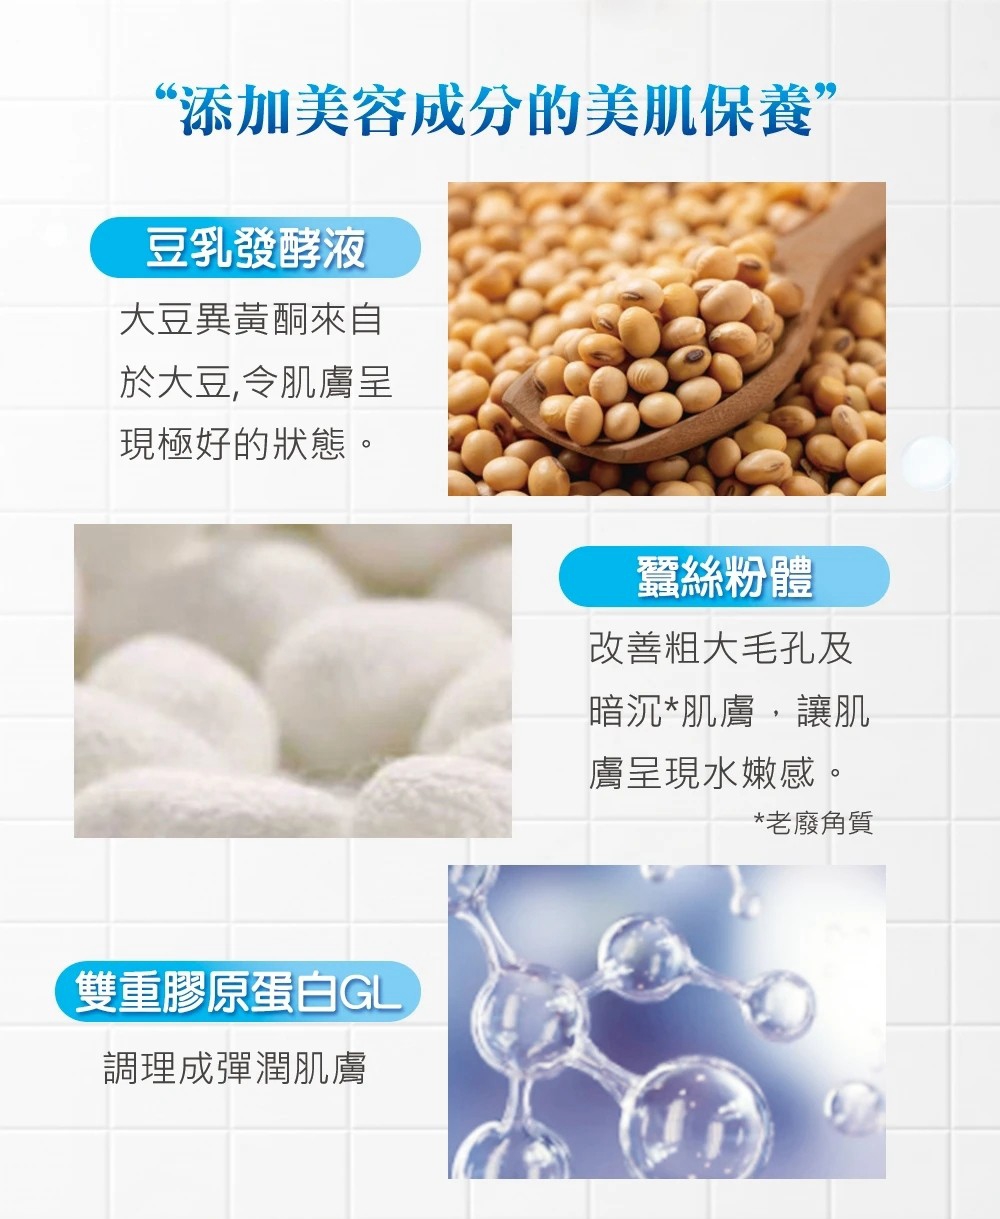 “添加美容成分的美肌保養”
豆乳發酵液
大豆異黃酮來自
於大豆,令肌膚呈
現極好的狀態。
蠶絲粉體
改善粗大毛孔及
暗沉*肌膚，讓肌
膚呈現水嫩感。
*老廢角質
雙重膠原蛋白GL
調理成彈潤肌膚